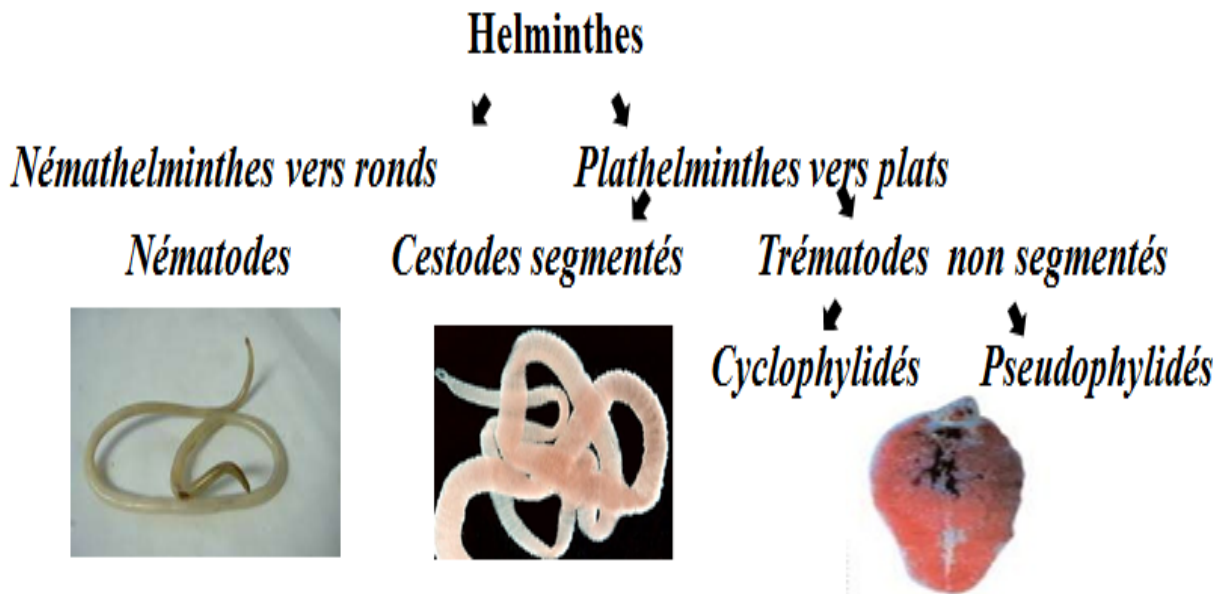 Helminthes
Némathelminthes vers ronds Plathelminthes vers plats
Nématodes Cestodes segmentés Trématodes non segmentés
Cyclophylidés Pseudophylidés